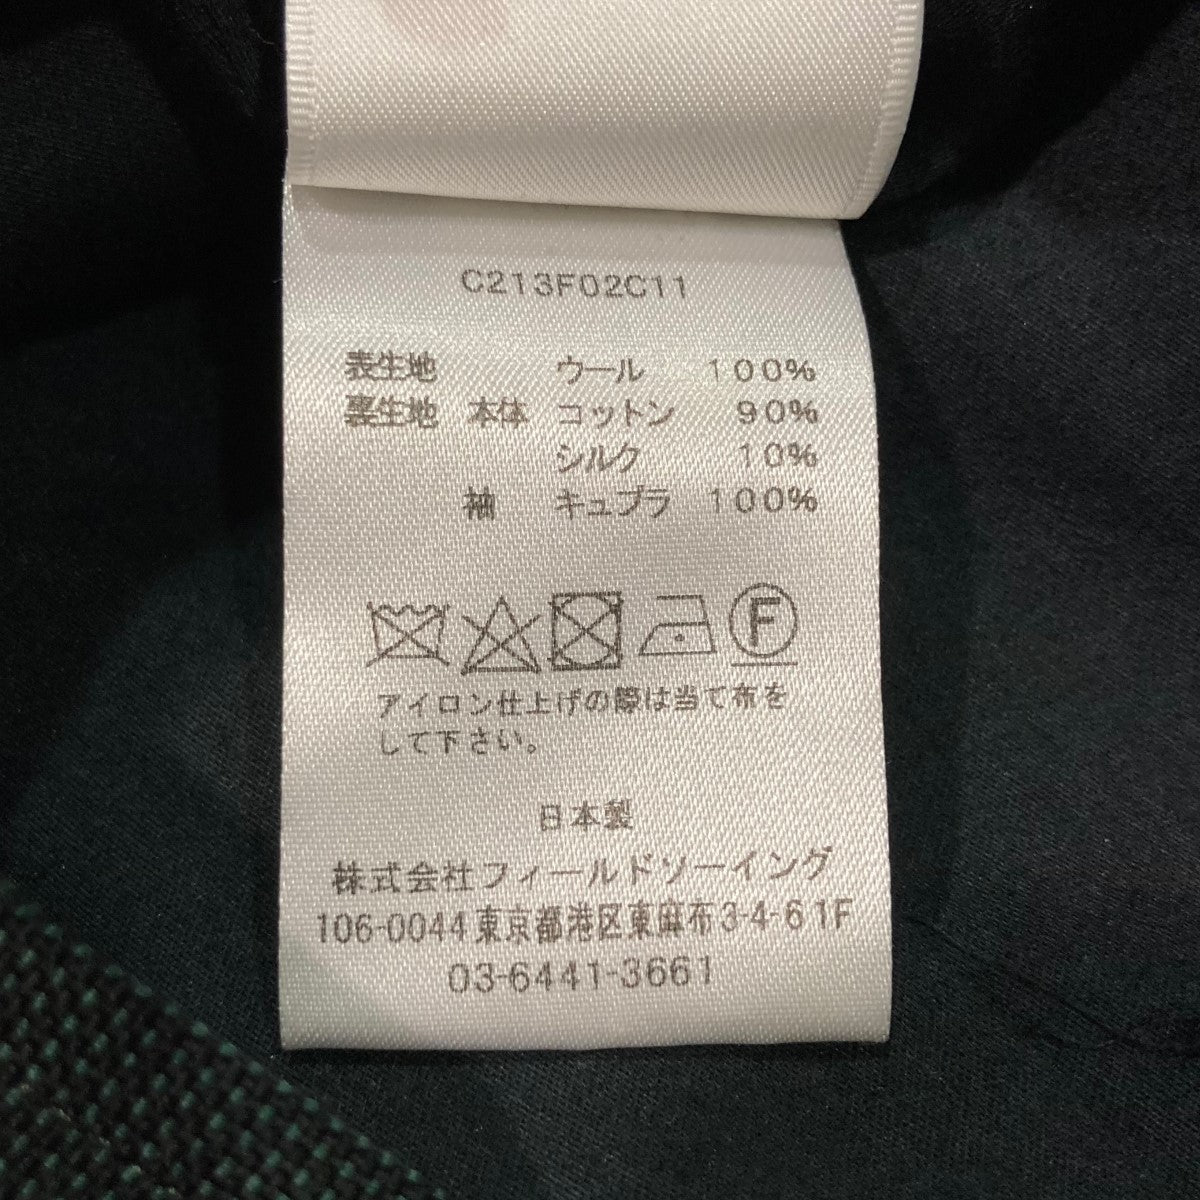 C213F02C11
表生地 ウール 100%
裏生地 本体 コットン 90%
シルク 10%
袖 キュプラ 100%
F
アイロン仕上げの際は当て布を
して下さい。
日本製
株式会社フィールドソーイング
106-0044東京都港区東麻布3-4-6 1F
03-6441-3661